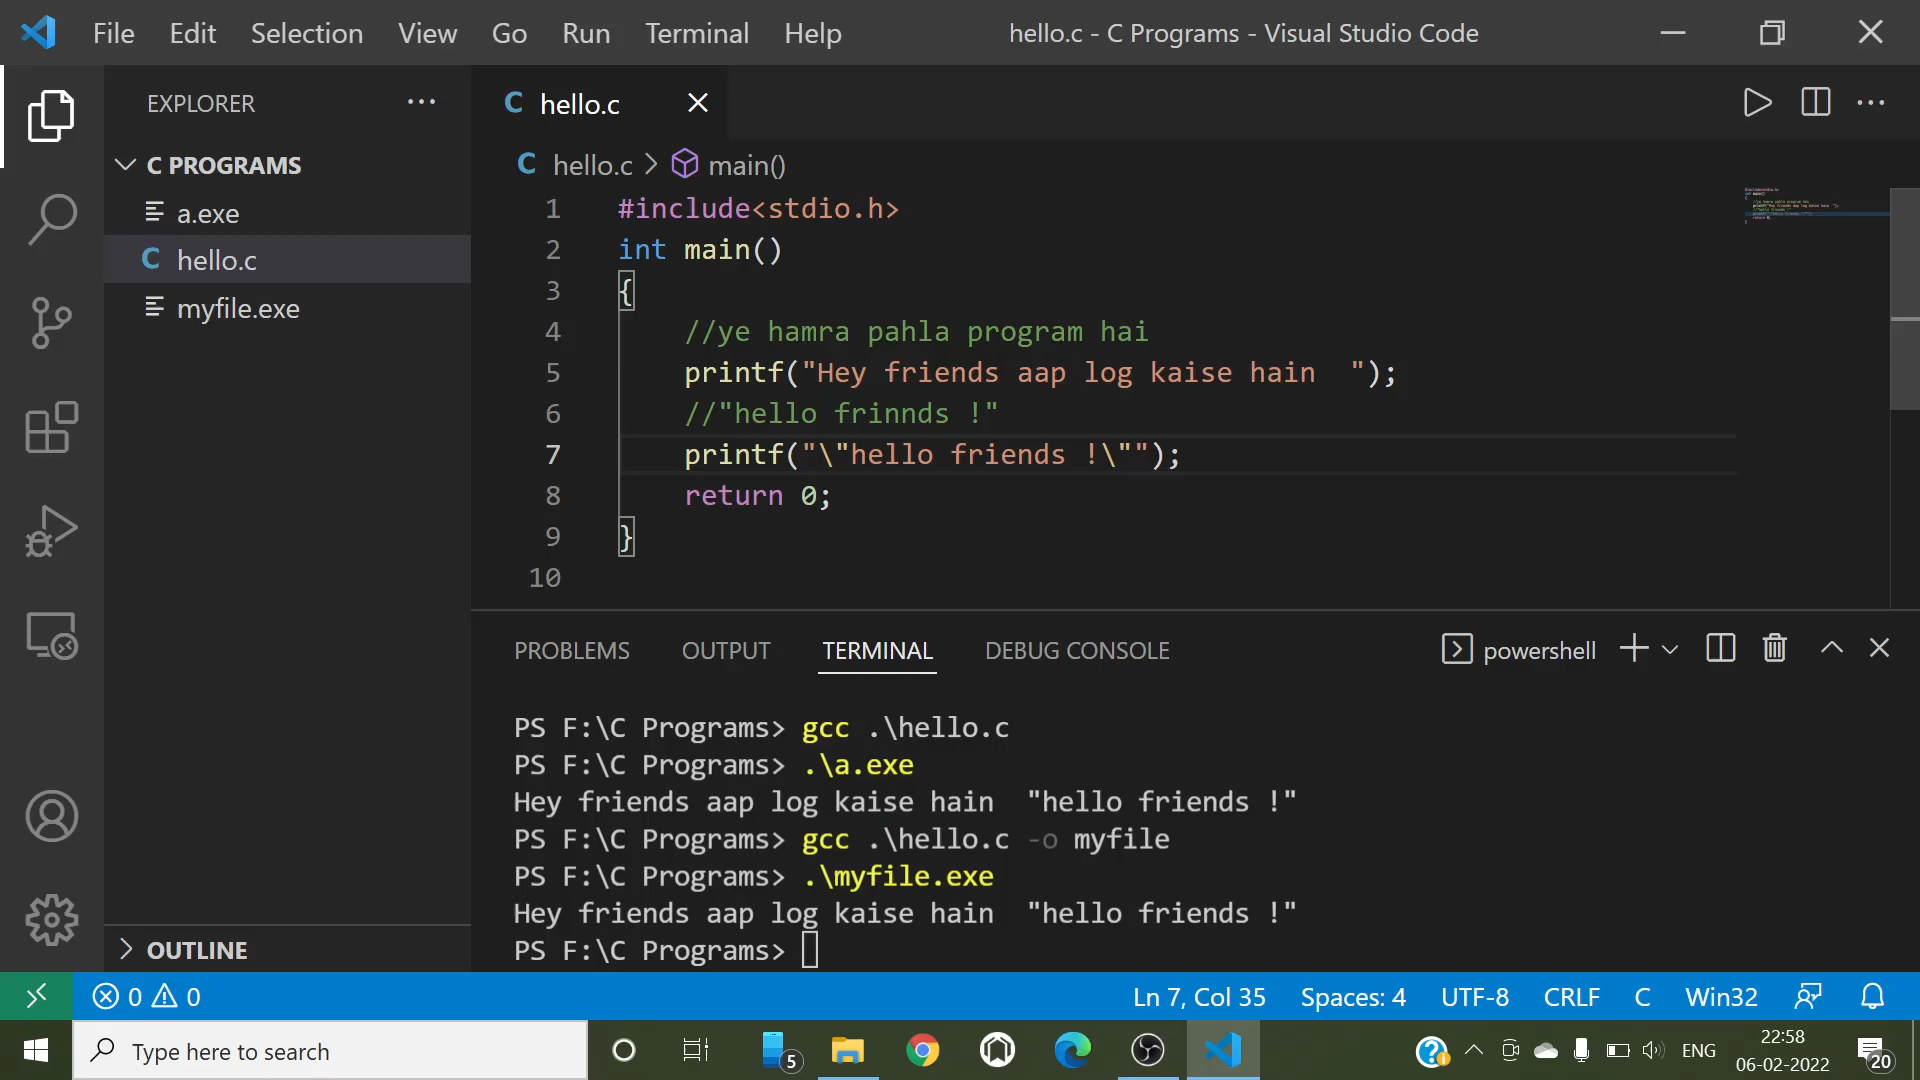 File Edit Selection View Go Run Terminal Help hello.c - C Programs - Visual Studio Code
EXPLORER
C PROGRAMS
a.exe
C hello.c
myfile.exe
OUTLINE
C hello.c
C hello.c > main()
1 #include<stdio.h>
2 int main()
3 {
4 //ye hamra pahla program hai
5 printf("Hey friends aap log kaise hain  ");
6 //"hello frinnds !"
7 printf("\"hello friends !\"");
8 return 0;
9 }
10
PROBLEMS OUTPUT TERMINAL DEBUG CONSOLE powershell
PS F:\C Programs> gcc .\hello.c
PS F:\C Programs> .\a.exe
Hey friends aap log kaise hain  "hello friends !"
PS F:\C Programs> gcc .\hello.c -o myfile
PS F:\C Programs> .\myfile.exe
Hey friends aap log kaise hain  "hello friends !"
PS F:\C Programs>
0 0 Ln 7, Col 35 Spaces: 4 UTF-8 CRLF C Win32
Type here to search 5 ENG 22:58
06-02-2022 20